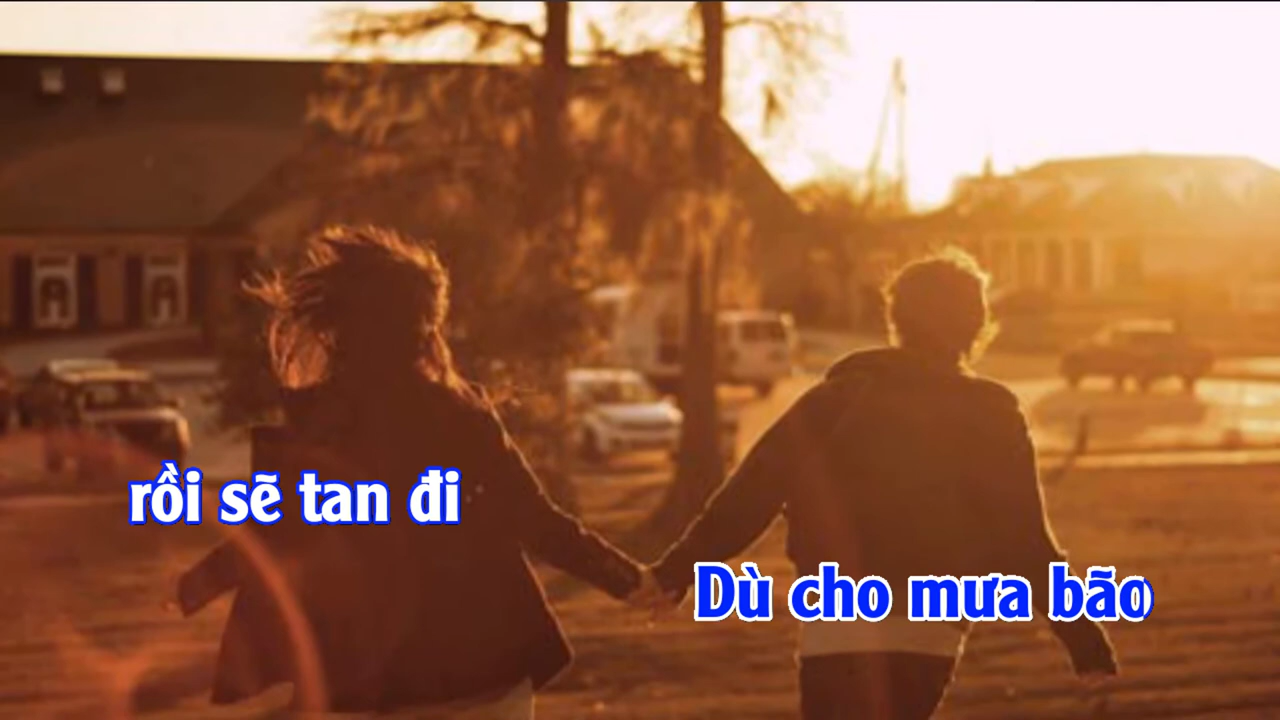 rồi sẽ tan đi
Dù cho mưa bão